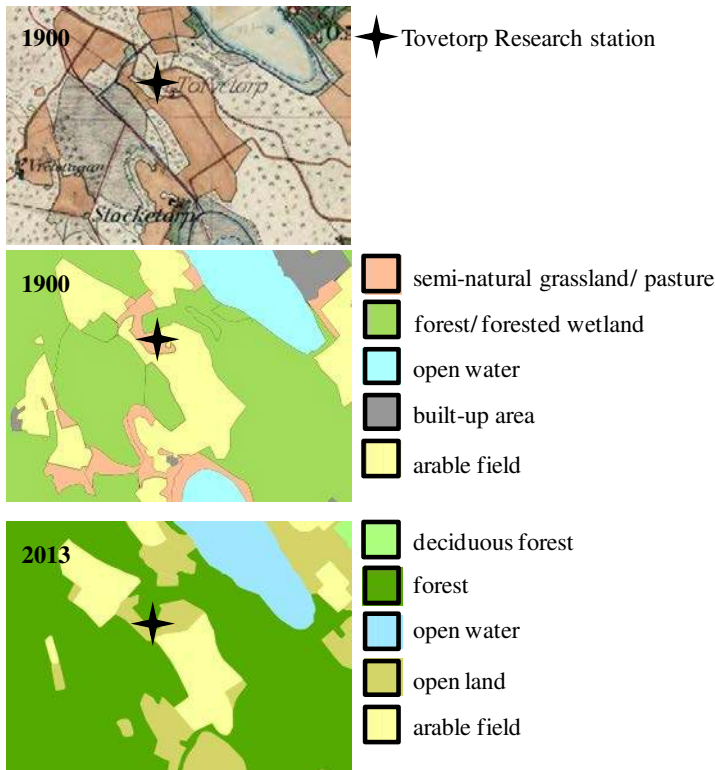 1900
Tovetorp Research station
Tofvetorp
Stocketorp
1900
semi-natural grassland/ pasture
forest/ forested wetland
open water
built-up area
arable field
2013
deciduous forest
forest
open water
open land
arable field